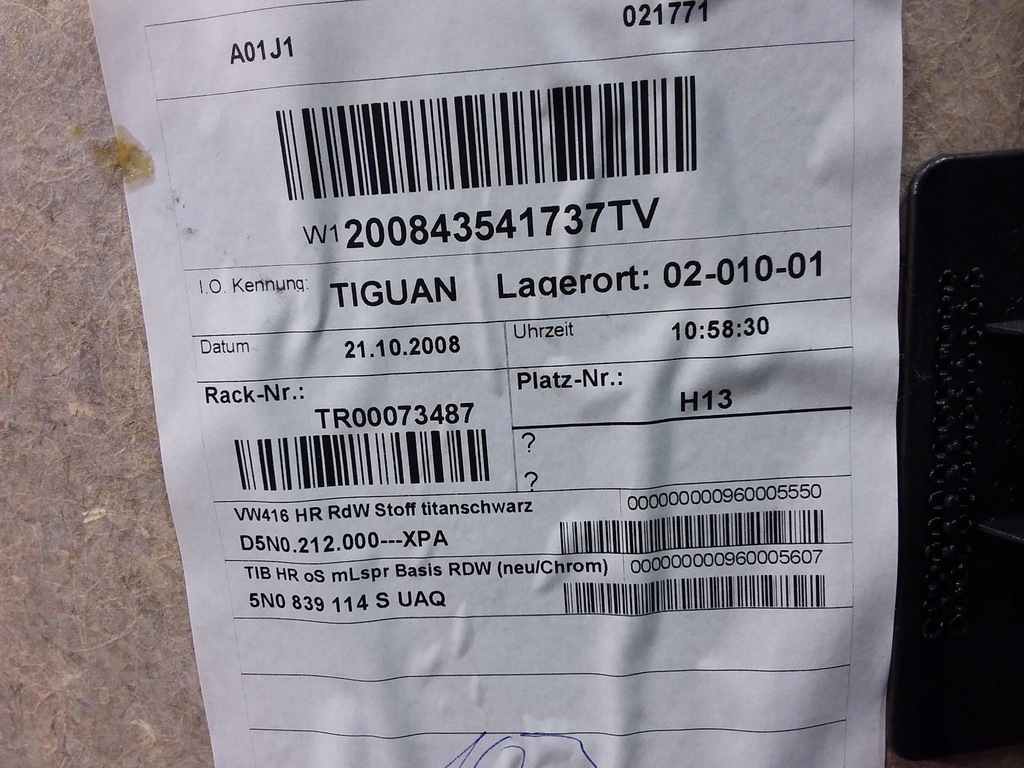 A01J1 021771
W1200843541737TV
I.O. Kennung: TIGUAN Lagerort: 02-010-01
Datum 21.10.2008 Uhrzeit 10:58:30
Rack-Nr.: Platz-Nr.:
TR00073487 H13
?
?
VW416 HR RdW Stoff titanschwarz 000000000960005550
D5N0.212.000---XPA
TIB HR oS mLspr Basis RDW (neu/Chrom) 000000000960005607
5N0 839 114 S UAQ